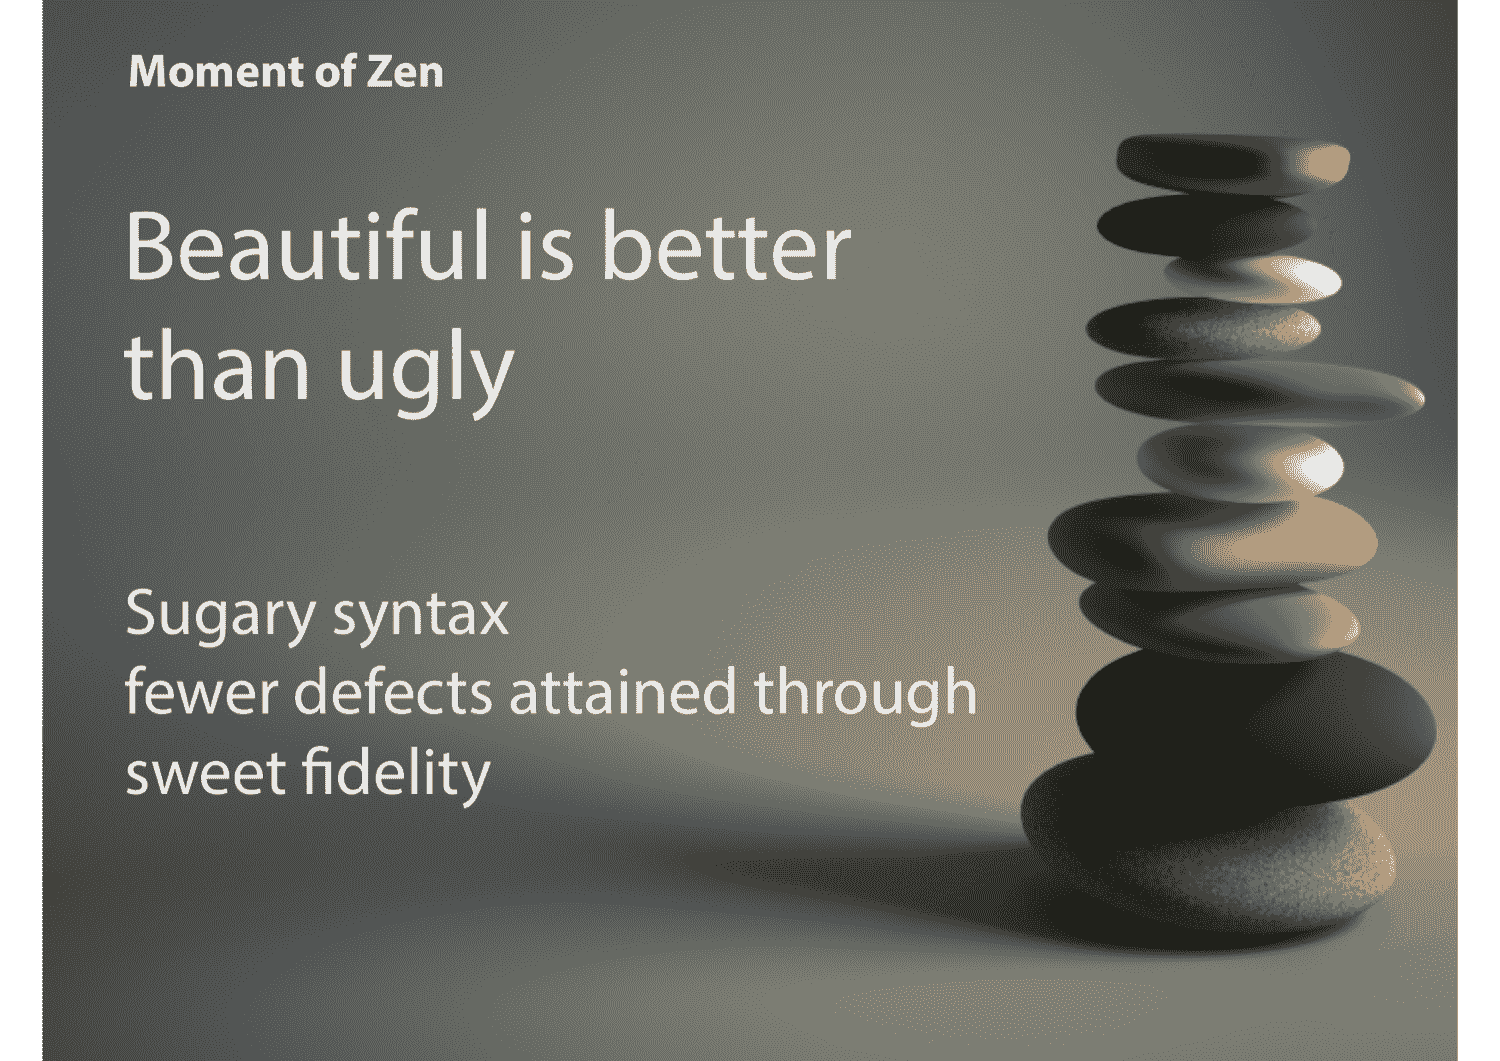 Moment of Zen
Beautiful is better
than ugly
Sugary syntax
fewer defects attained through
sweet fidelity